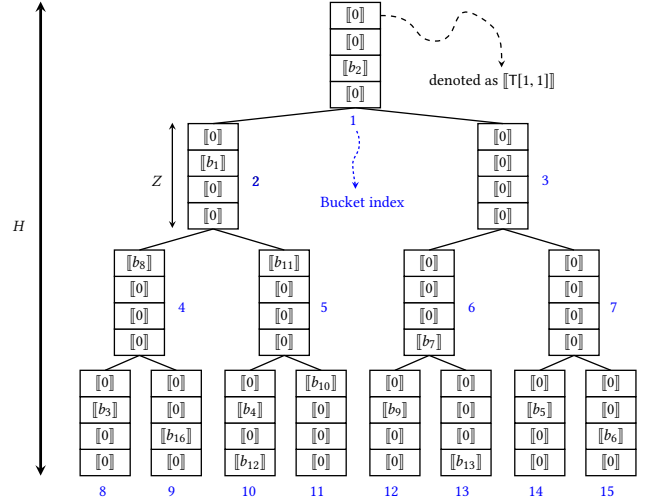 ⟦0⟧
⟦0⟧
⟦b₂⟧
⟦0⟧
denoted as ⟦T[1, 1]⟧
1
Bucket index
H
Z
⟦0⟧ ⟦0⟧
⟦b₁⟧ ⟦0⟧
2 3
⟦0⟧ ⟦0⟧
⟦0⟧ ⟦0⟧
⟦b₈⟧ ⟦b₁₁⟧ ⟦0⟧ ⟦0⟧
⟦0⟧ ⟦0⟧ ⟦0⟧ ⟦0⟧
4 5 6 7
⟦0⟧ ⟦0⟧ ⟦0⟧ ⟦0⟧
⟦0⟧ ⟦0⟧ ⟦b₇⟧ ⟦0⟧
⟦0⟧ ⟦0⟧ ⟦0⟧ ⟦b₁₀⟧ ⟦0⟧ ⟦0⟧ ⟦0⟧ ⟦0⟧
⟦b₃⟧ ⟦0⟧ ⟦b₄⟧ ⟦0⟧ ⟦b₉⟧ ⟦0⟧ ⟦b₅⟧ ⟦0⟧
⟦0⟧ ⟦b₁₆⟧ ⟦0⟧ ⟦0⟧ ⟦0⟧ ⟦0⟧ ⟦0⟧ ⟦b₆⟧
⟦0⟧ ⟦0⟧ ⟦b₁₂⟧ ⟦0⟧ ⟦0⟧ ⟦b₁₃⟧ ⟦0⟧ ⟦0⟧
8 9 10 11 12 13 14 15